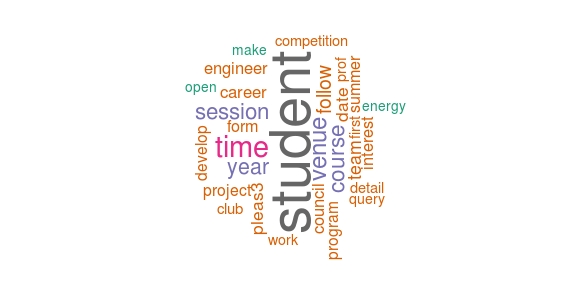 competition
make
engineer
open
career
session
form
time
year
develop
project
club
pleas3
work
student
follow
prof
summer
date
energy
venue
course
first
team
interest
detail
query
council
program